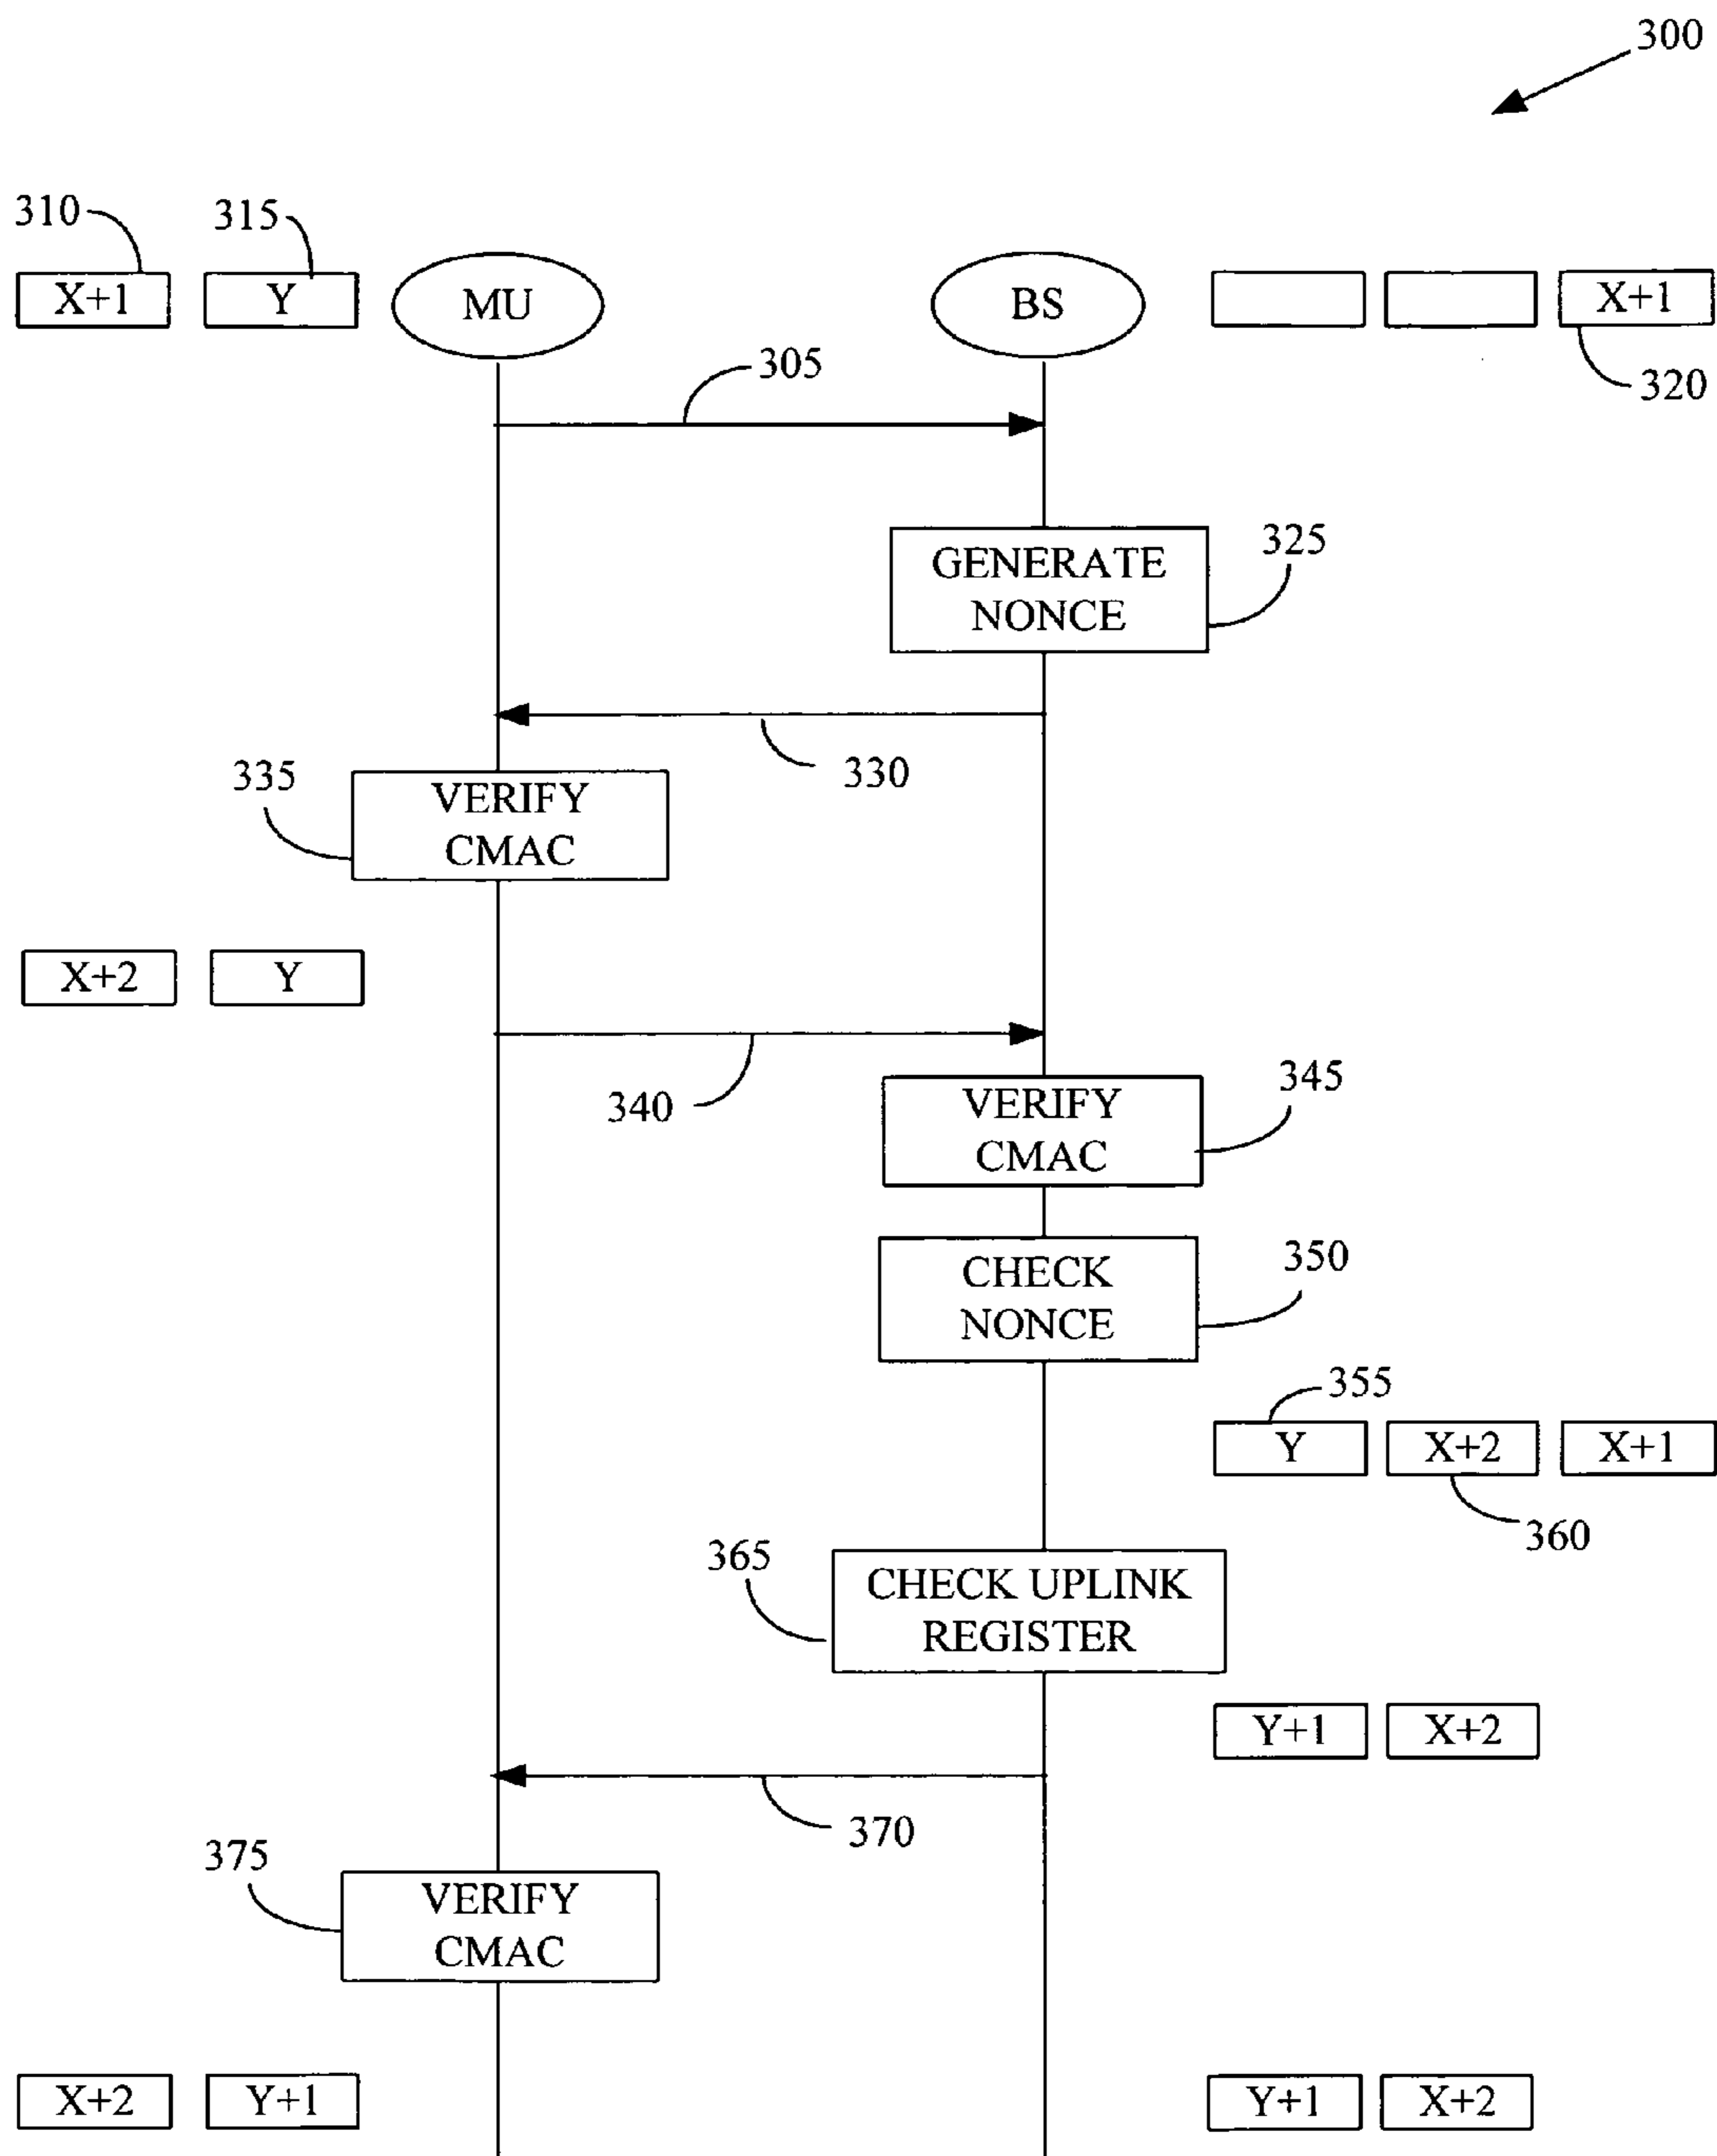 300
310
315
X+1
Y
MU
BS
X+1
305
320
GENERATE
NONCE
325
330
335
VERIFY
CMAC
X+2
Y
340
VERIFY
CMAC
345
CHECK
NONCE
350
355
Y
X+2
X+1
360
365
CHECK UPLINK
REGISTER
Y+1
X+2
370
375
VERIFY
CMAC
X+2
Y+1
Y+1
X+2